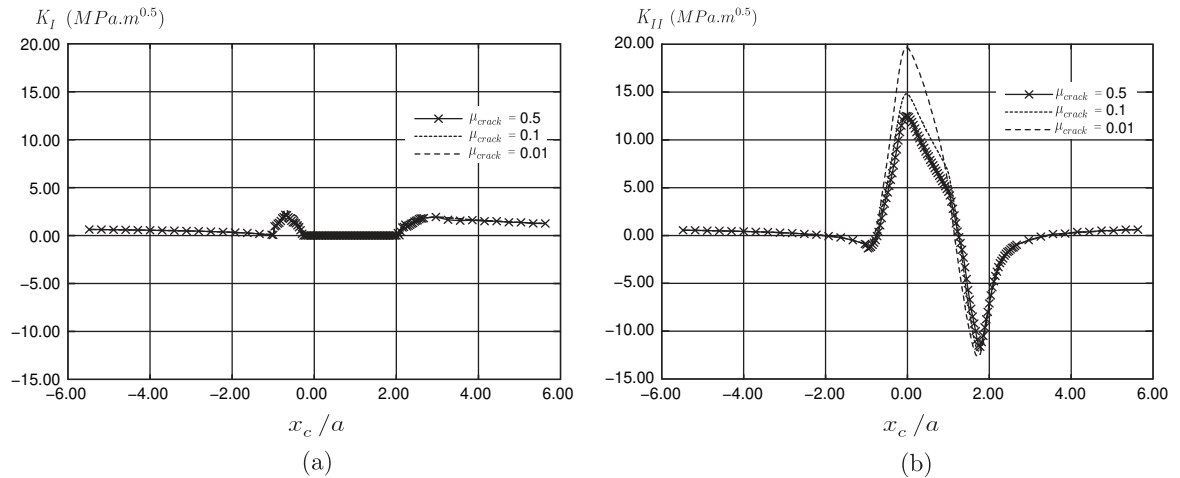 K_I (MPa.m^0.5)
20.00
15.00
10.00
5.00
0.00
−5.00
−10.00
−15.00
−6.00 −4.00 −2.00 0.00 2.00 4.00 6.00
μ_crack = 0.5
μ_crack = 0.1
μ_crack = 0.01
x_c /a
(a)
K_II (MPa.m^0.5)
20.00
15.00
10.00
5.00
0.00
−5.00
−10.00
−15.00
−6.00 −4.00 −2.00 0.00 2.00 4.00 6.00
μ_crack = 0.5
μ_crack = 0.1
μ_crack = 0.01
x_c /a
(b)